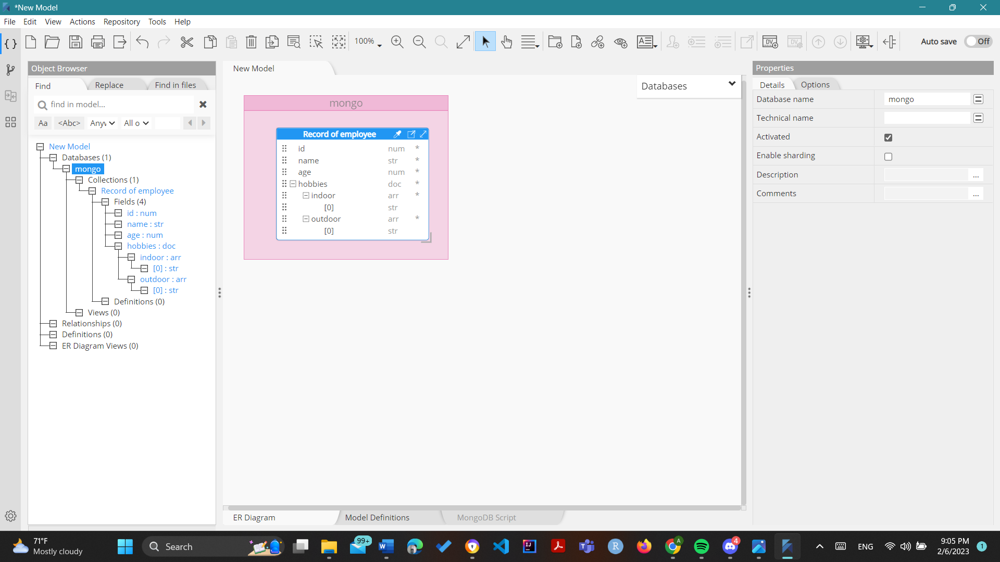 *New Model
File Edit View Actions Repository Tools Help
100%
Auto save Off
Object Browser
Find Replace Find in files
find in model...
Aa <Abc> Anyv All o
New Model
Databases (1)
mongo
Collections (1)
Record of employee
Fields (4)
id : num
name : str
age : num
hobbies : doc
indoor : arr
[0] : str
outdoor : arr
[0] : str
Definitions (0)
Views (0)
Relationships (0)
Definitions (0)
ER Diagram Views (0)
New Model
Databases
mongo
Record of employee
id num *
name str *
age num *
hobbies doc *
indoor arr *
[0] str
outdoor arr *
[0] str
ER Diagram Model Definitions MongoDB Script
Properties
Details Options
Database name mongo
Technical name
Activated
Enable sharding
Description ...
Comments ...
71°F
Mostly cloudy
Search
99+
A
4
ENG
9:05 PM
2/6/2023
1